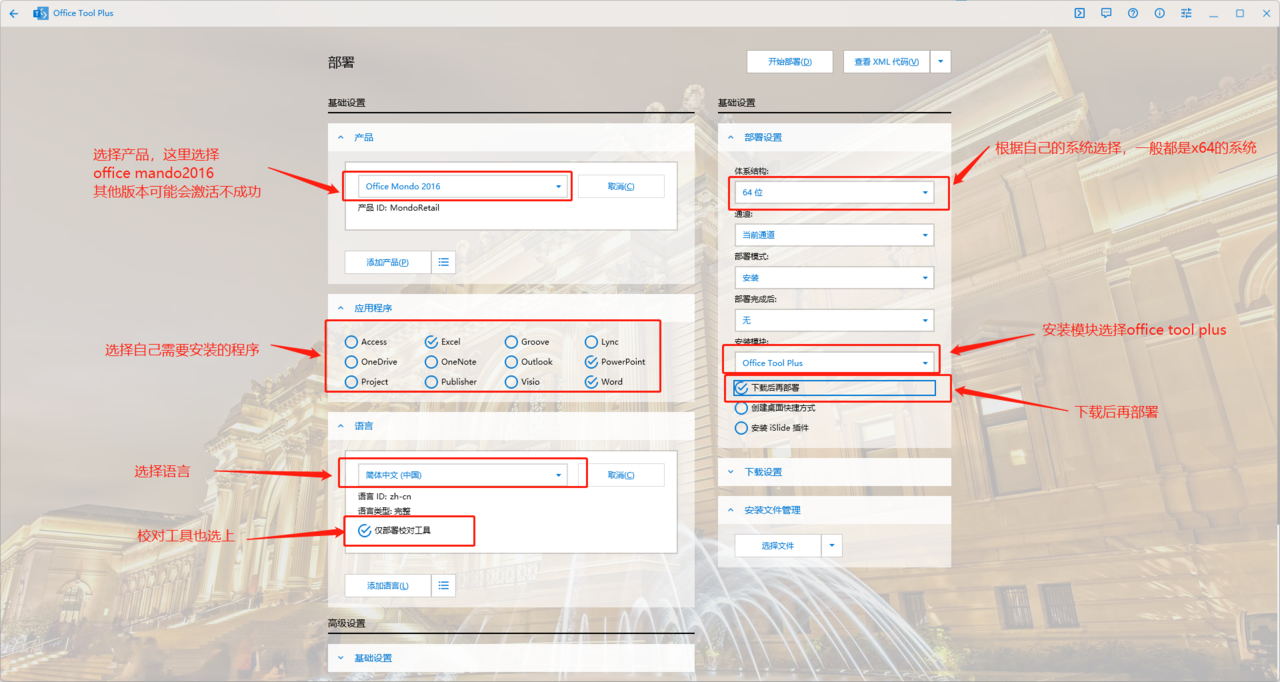 Office Tool Plus
部署
开始部署(D)
查看 XML 代码(V)
基础设置
产品
选择产品，这里选择
office mando2016
其他版本可能会激活不成功
Office Mondo 2016
取消(C)
产品 ID: MondoRetail
添加产品(P)
应用程序
选择自己需要安装的程序
Access
Excel
Groove
Lync
OneDrive
OneNote
Outlook
PowerPoint
Project
Publisher
Visio
Word
语言
选择语言
简体中文 (中国)
取消(C)
语言 ID: zh-cn
语言类型: 完整
校对工具也选上
仅部署校对工具
添加语言(L)
高级设置
基础设置
基础设置
部署设置
根据自己的系统选择，一般都是x64的系统
体系结构:
64 位
通道:
当前通道
部署模式:
安装
部署完成后:
无
安装模块:
安装模块选择office tool plus
Office Tool Plus
下载后再部署
下载后再部署
创建桌面快捷方式
安装 iSlide 插件
下载设置
安装文件管理
选择文件